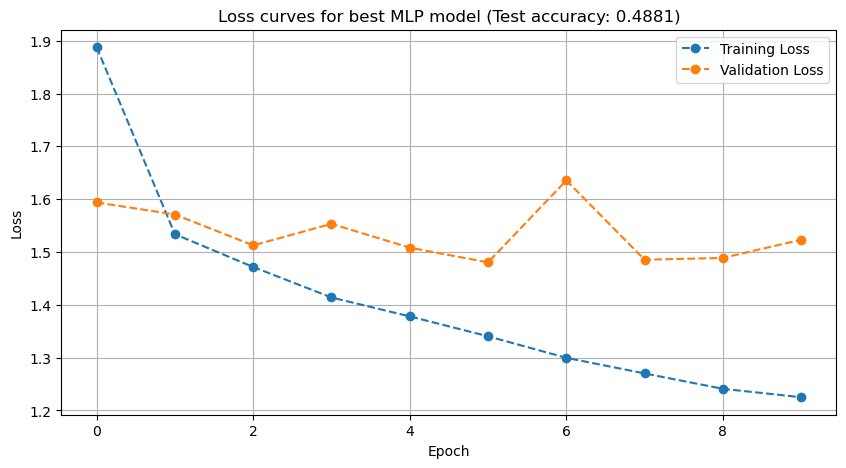 Loss curves for best MLP model (Test accuracy: 0.4881)
Training Loss
Validation Loss
1.9
1.8
1.7
1.6
1.5
1.4
1.3
1.2
Loss
0 2 4 6 8
Epoch